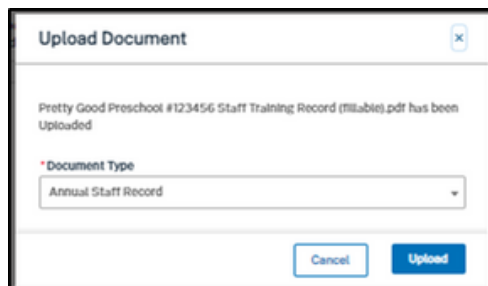 Upload Document
Pretty Good Preschool #123456 Staff Training Record (fillable).pdf has been
Uploaded
*Document Type
Annual Staff Record
Cancel
Upload